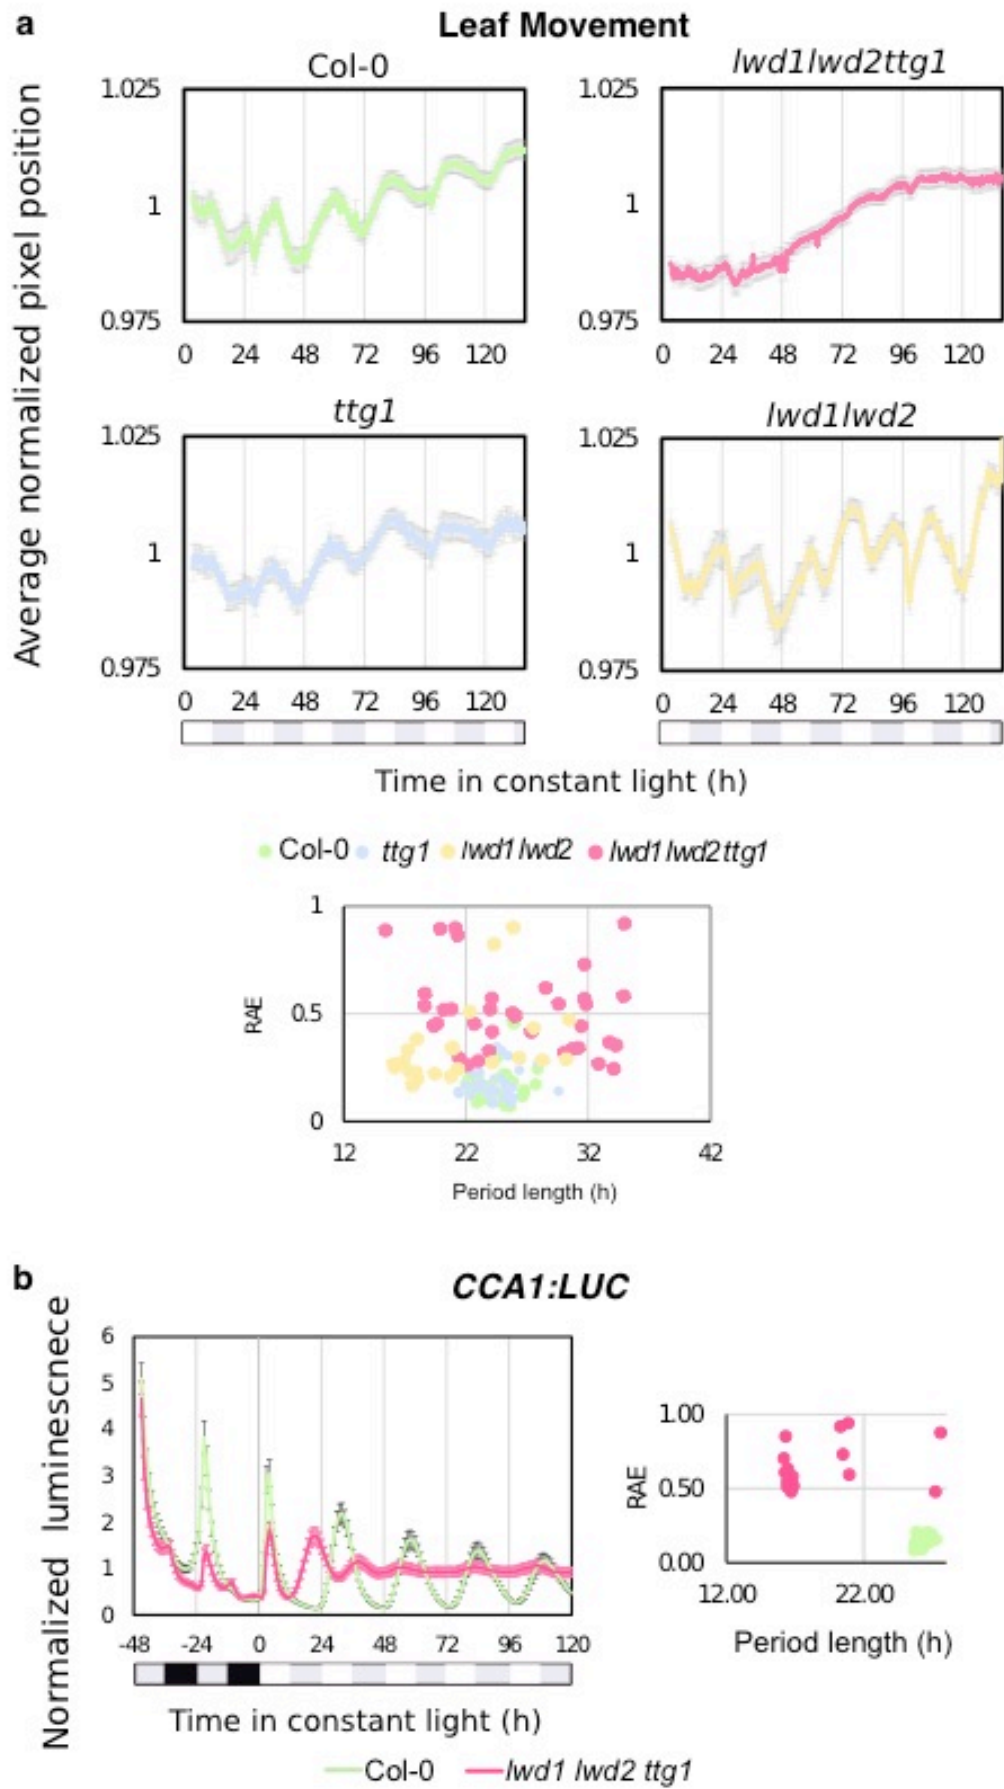 a
Leaf Movement
Average normalized pixel position
Col-0
1.025
1
0.975
0 24 48 72 96 120
lwd1lwd2ttg1
1.025
1
0.975
0 24 48 72 96 120
ttg1
1.025
1
0.975
0 24 48 72 96 120
lwd1lwd2
1.025
1
0.975
0 24 48 72 96 120
Time in constant light (h)
Col-0 ttg1 lwd1 lwd2 lwd1 lwd2 ttg1
RAE
1
0.5
0
12 22 32 42
Period length (h)
b
CCA1:LUC
Normalized luminescnece
6
5
4
3
2
1
0
-48 -24 0 24 48 72 96 120
Time in constant light (h)
RAE
1.00
0.50
0.00
12.00 22.00
Period length (h)
Col-0 lwd1 lwd2 ttg1